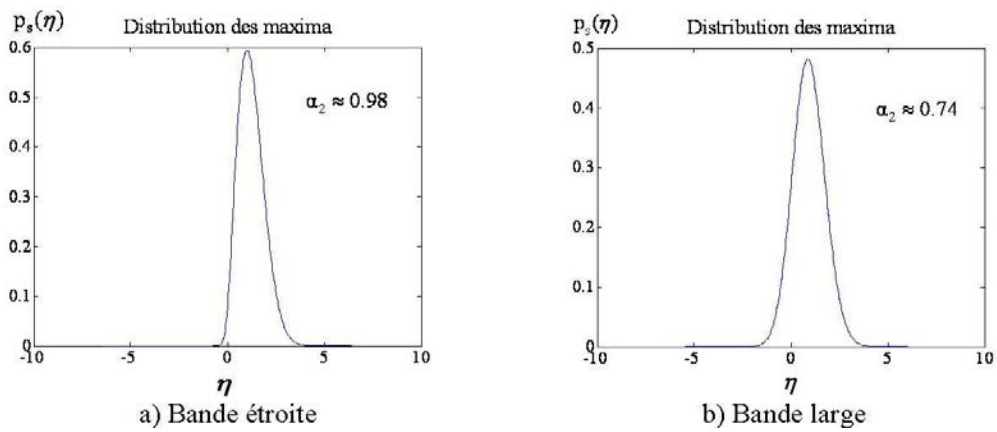 pₛ(η)
Distribution des maxima
0.6
0.5
0.4
0.3
0.2
0.1
0
-10
-5
0
5
10
α₂ ≈ 0.98
η
a) Bande étroite
pₛ(η)
Distribution des maxima
0.5
0.4
0.3
0.2
0.1
0
-10
-5
0
5
10
α₂ ≈ 0.74
η
b) Bande large